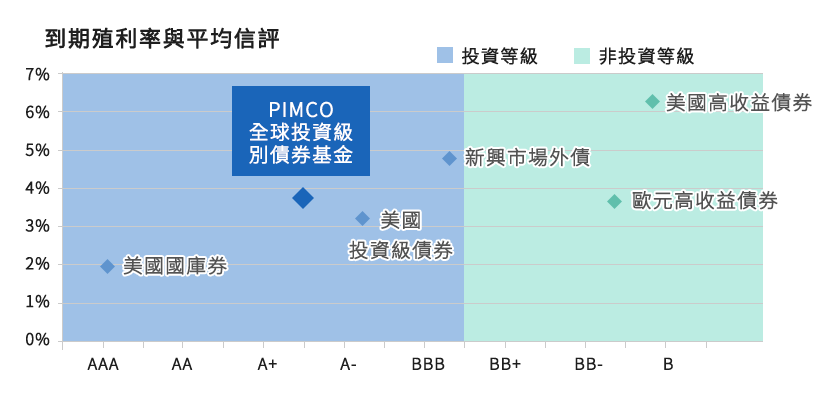 到期殖利率與平均信評
投資等級 非投資等級
7%
6%
5%
4%
3%
2%
1%
0%
PIMCO
全球投資級
別債券基金
美國高收益債券
新興市場外債
歐元高收益債券
美國
投資級債券
美國國庫券
AAA AA A+ A- BBB BB+ BB- B